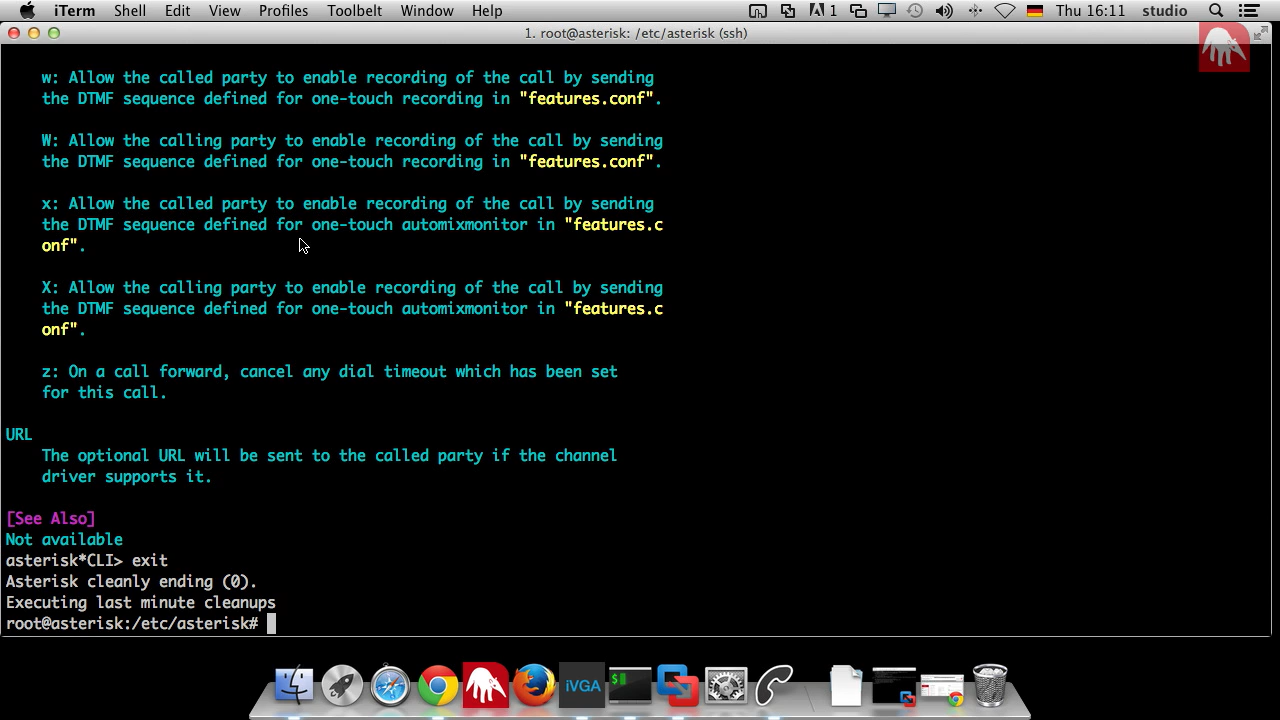 iTerm Shell Edit View Profiles Toolbelt Window Help 1 Thu 16:11 studio
1. root@asterisk: /etc/asterisk (ssh)
w: Allow the called party to enable recording of the call by sending
the DTMF sequence defined for one-touch recording in "features.conf".
W: Allow the calling party to enable recording of the call by sending
the DTMF sequence defined for one-touch recording in "features.conf".
x: Allow the called party to enable recording of the call by sending
the DTMF sequence defined for one-touch automixmonitor in "features.c
onf".
X: Allow the calling party to enable recording of the call by sending
the DTMF sequence defined for one-touch automixmonitor in "features.c
onf".
z: On a call forward, cancel any dial timeout which has been set
for this call.
URL
The optional URL will be sent to the called party if the channel
driver supports it.
[See Also]
Not available
asterisk*CLI> exit
Asterisk cleanly ending (0).
Executing last minute cleanups
root@asterisk:/etc/asterisk#
iVGA $